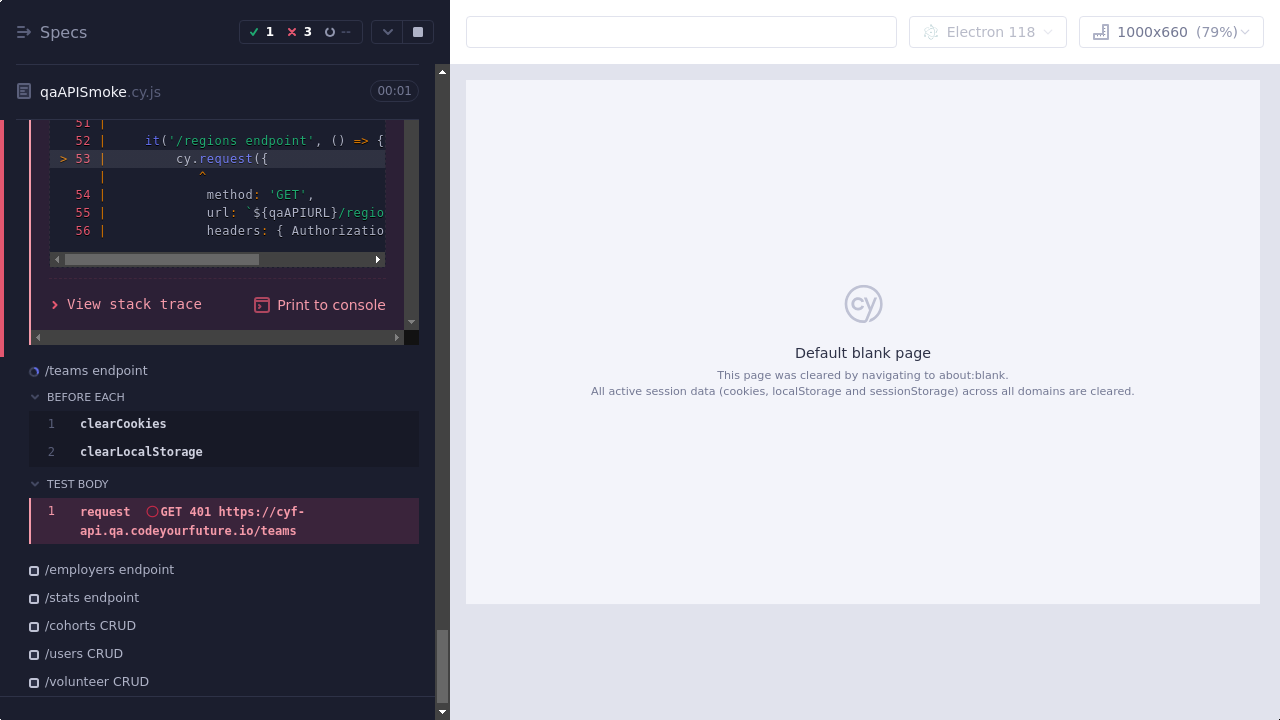 Specs
1 3 --
Electron 118
1000x660 (79%)
qaAPISmoke.cy.js
00:01
51 |
52 | it('/regions endpoint', () => {
> 53 | cy.request({
| ^
54 | method: 'GET',
55 | url: `${qaAPIURL}/regio
56 | headers: { Authorizatio
View stack trace
Print to console
/teams endpoint
BEFORE EACH
1 clearCookies
2 clearLocalStorage
TEST BODY
1 request GET 401 https://cyf-
api.qa.codeyourfuture.io/teams
/employers endpoint
/stats endpoint
/cohorts CRUD
/users CRUD
/volunteer CRUD
cy
Default blank page
This page was cleared by navigating to about:blank.
All active session data (cookies, localStorage and sessionStorage) across all domains are cleared.